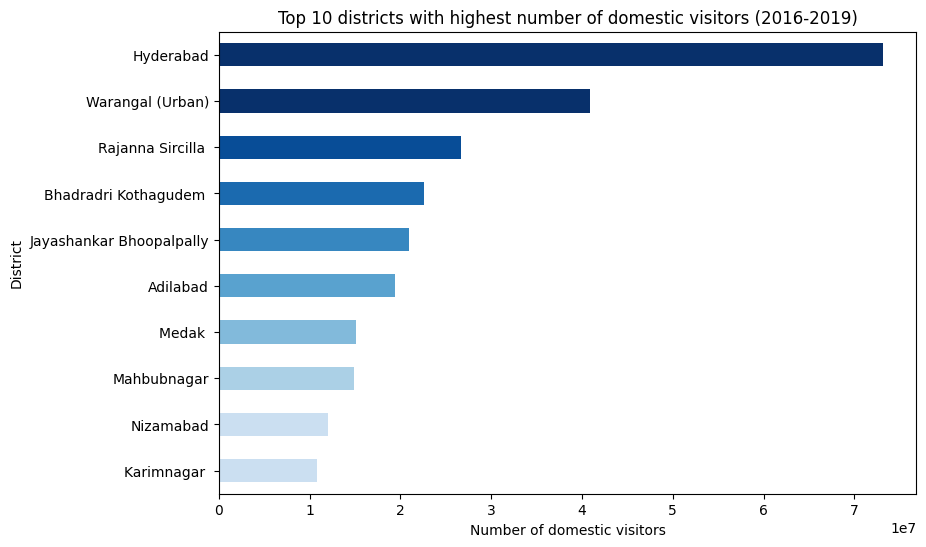 Top 10 districts with highest number of domestic visitors (2016-2019)
Hyderabad
Warangal (Urban)
Rajanna Sircilla
Bhadradri Kothagudem
Jayashankar Bhoopalpally
Adilabad
Medak
Mahbubnagar
Nizamabad
Karimnagar
District
0 1 2 3 4 5 6 7
1e7
Number of domestic visitors